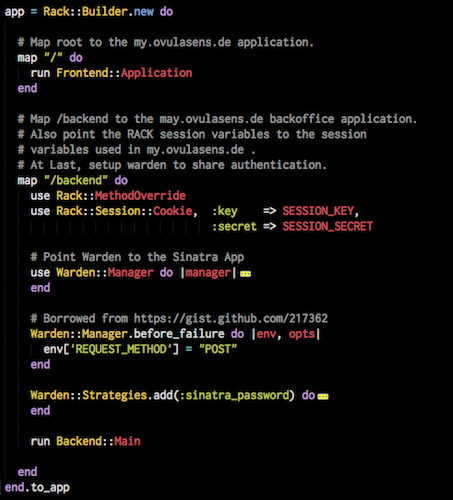 app = Rack::Builder.new do
# Map root to the my.ovulasens.de application.
map "/" do
run Frontend::Application
end
# Map /backend to the may.ovulasens.de backoffice application.
# Also point the RACK session variables to the session
# variables used in my.ovulasens.de .
# At Last, setup warden to share authentication.
map "/backend" do
use Rack::MethodOverride
use Rack::Session::Cookie, :key => SESSION_KEY,
:secret => SESSION_SECRET
# Point Warden to the Sinatra App
use Warden::Manager do |manager|
end
# Borrowed from https://gist.github.com/217362
Warden::Manager.before_failure do |env, opts|
env['REQUEST_METHOD'] = "POST"
end
Warden::Strategies.add(:sinatra_password) do
end
run Backend::Main
end
end.to_app